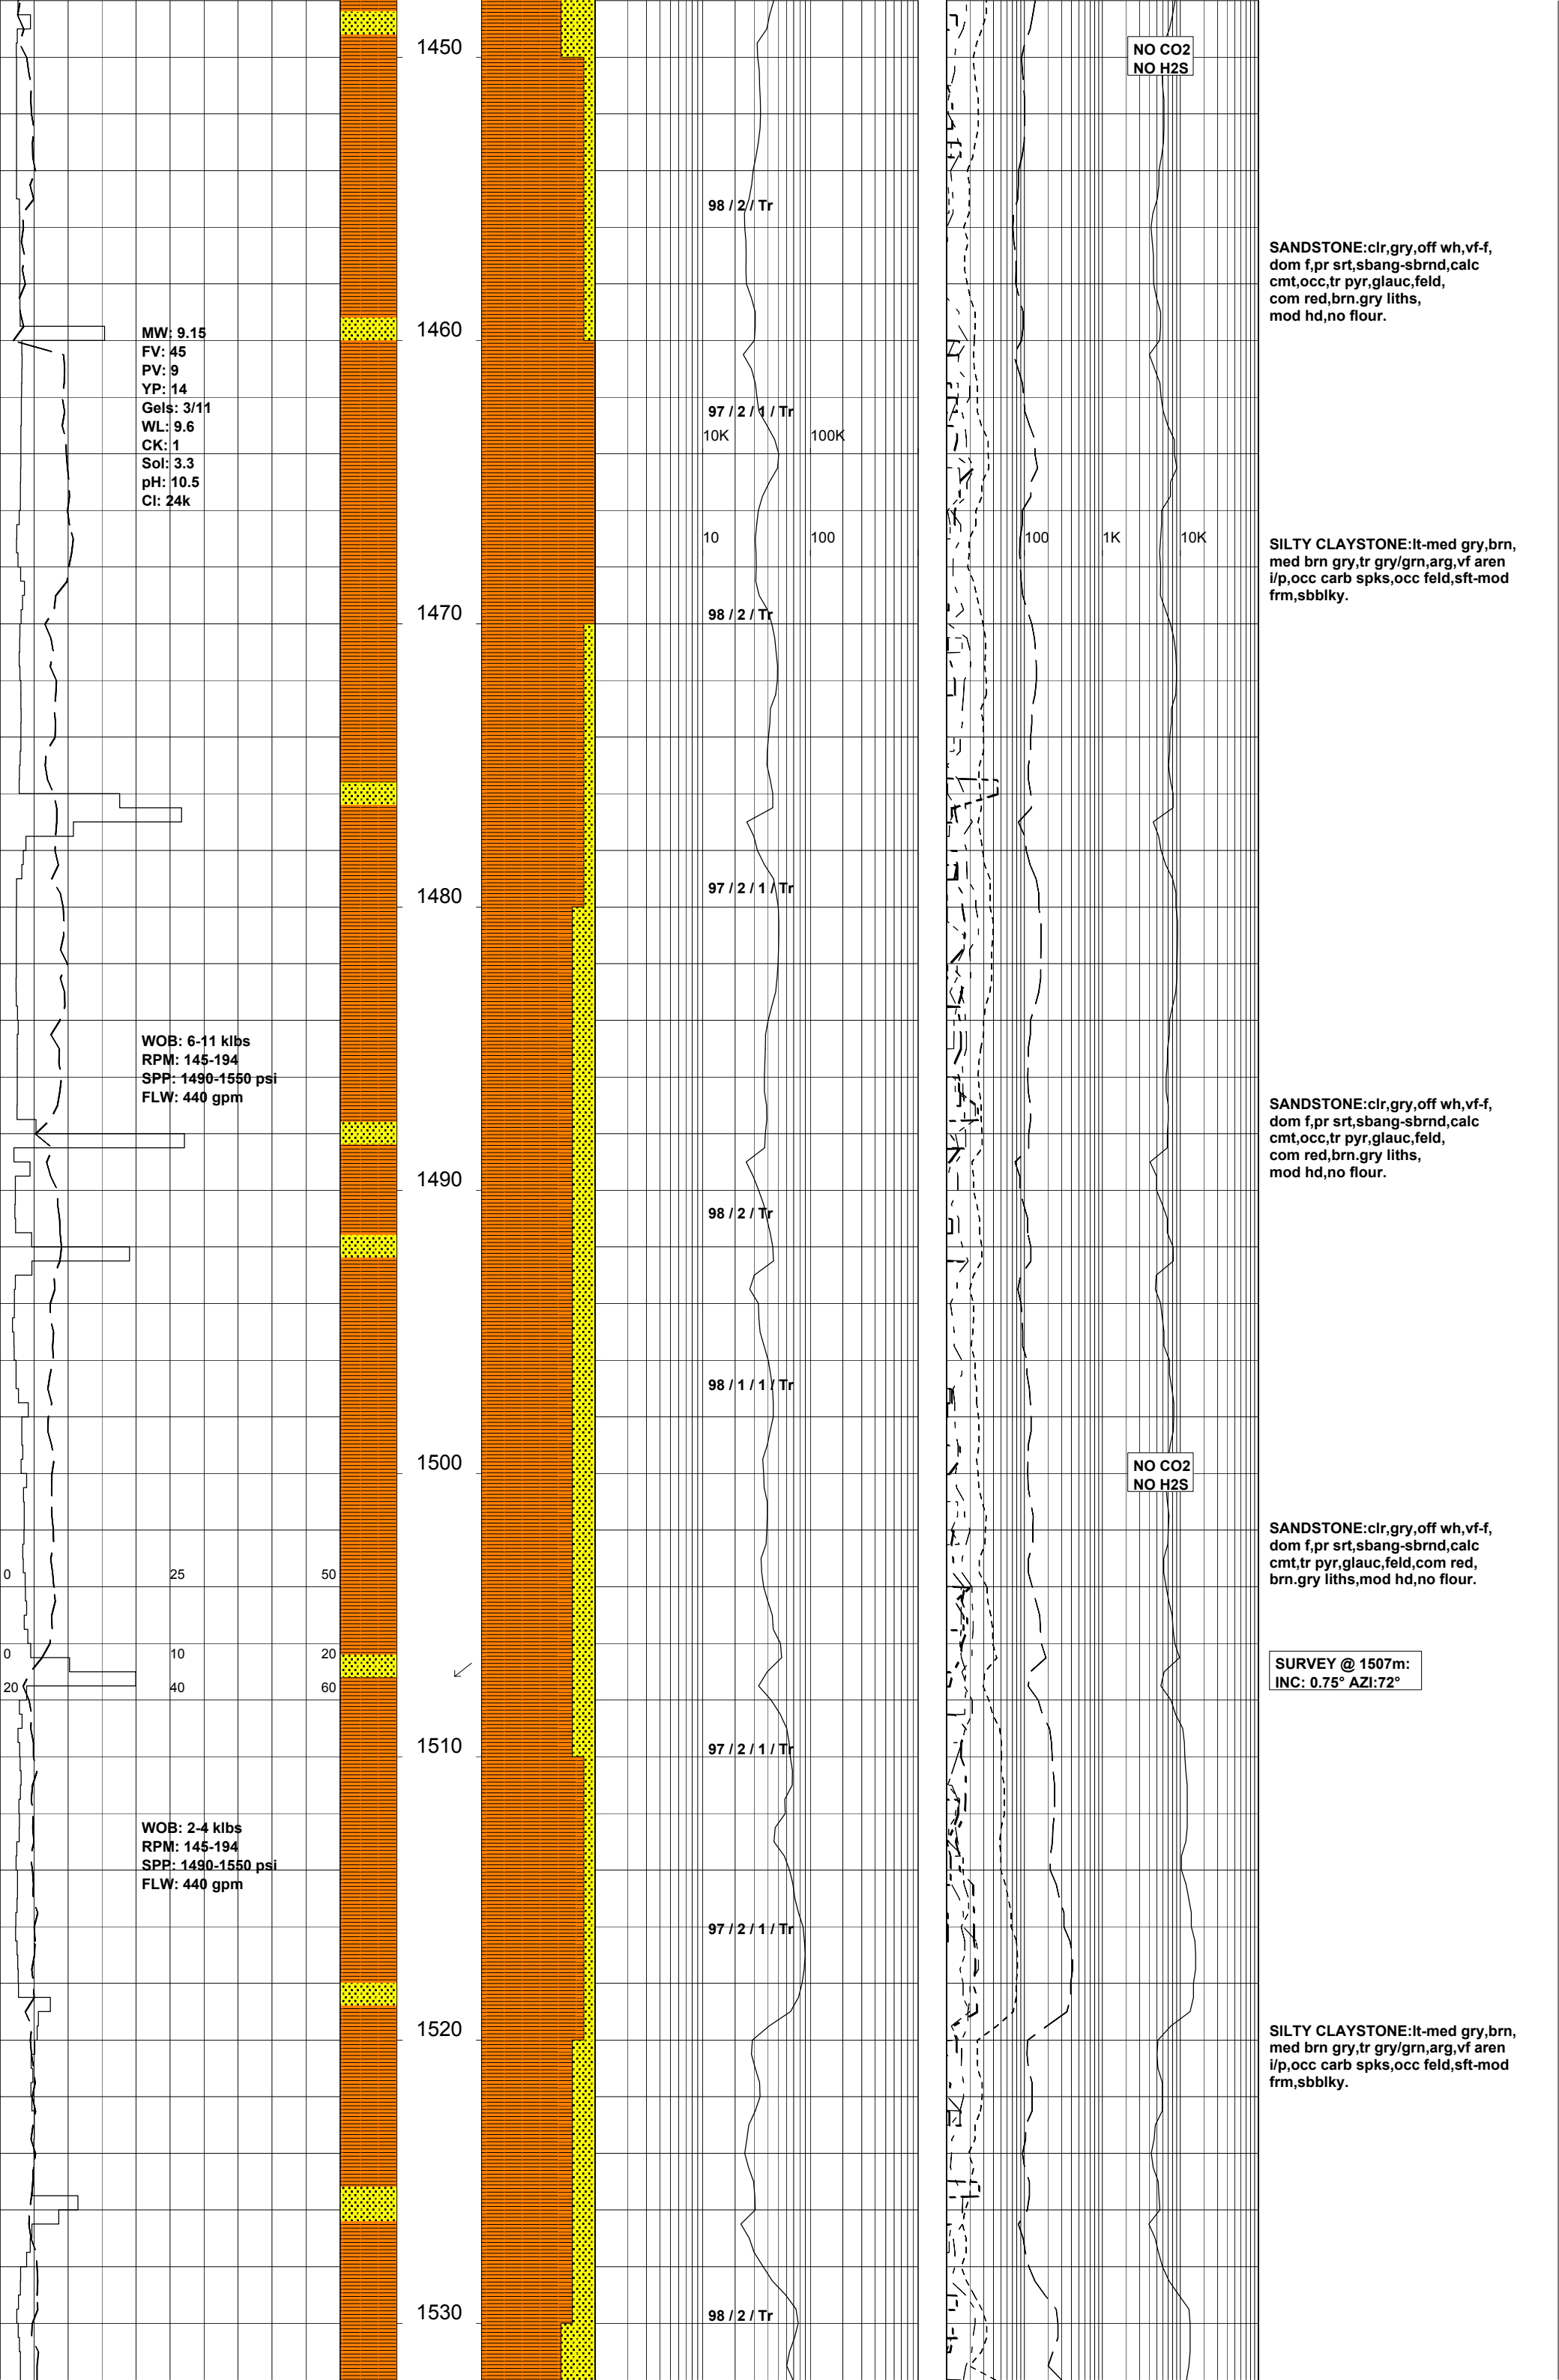 1450
NO CO2
NO H2S
98 / 2 / Tr
SANDSTONE:clr,gry,off wh,vf-f,
dom f,pr srt,sbang-sbrnd,calc
cmt,occ,tr pyr,glauc,feld,
com red,brn.gry liths,
mod hd,no flour.
1460
MW: 9.15
FV: 45
PV: 9
YP: 14
Gels: 3/11
WL: 9.6
CK: 1
Sol: 3.3
pH: 10.5
Cl: 24k
97 / 2 / 1 / Tr
10K 100K
10 100
100 1K 10K
SILTY CLAYSTONE:lt-med gry,brn,
med brn gry,tr gry/grn,arg,vf aren
i/p,occ carb spks,occ feld,sft-mod
frm,sbblky.
1470
98 / 2 / Tr
1480
97 / 2 / 1 / Tr
WOB: 6-11 klbs
RPM: 145-194
SPP: 1490-1550 psi
FLW: 440 gpm
SANDSTONE:clr,gry,off wh,vf-f,
dom f,pr srt,sbang-sbrnd,calc
cmt,occ,tr pyr,glauc,feld,
com red,brn.gry liths,
mod hd,no flour.
1490
98 / 2 / Tr
98 / 1 / 1 / Tr
1500
NO CO2
NO H2S
SANDSTONE:clr,gry,off wh,vf-f,
dom f,pr srt,sbang-sbrnd,calc
cmt,tr pyr,glauc,feld,com red,
brn.gry liths,mod hd,no flour.
0 25 50
0 10 20
20 40 60
SURVEY @ 1507m:
INC: 0.75° AZI:72°
1510
97 / 2 / 1 / Tr
WOB: 2-4 klbs
RPM: 145-194
SPP: 1490-1550 psi
FLW: 440 gpm
97 / 2 / 1 / Tr
1520
SILTY CLAYSTONE:lt-med gry,brn,
med brn gry,tr gry/grn,arg,vf aren
i/p,occ carb spks,occ feld,sft-mod
frm,sbblky.
1530
98 / 2 / Tr